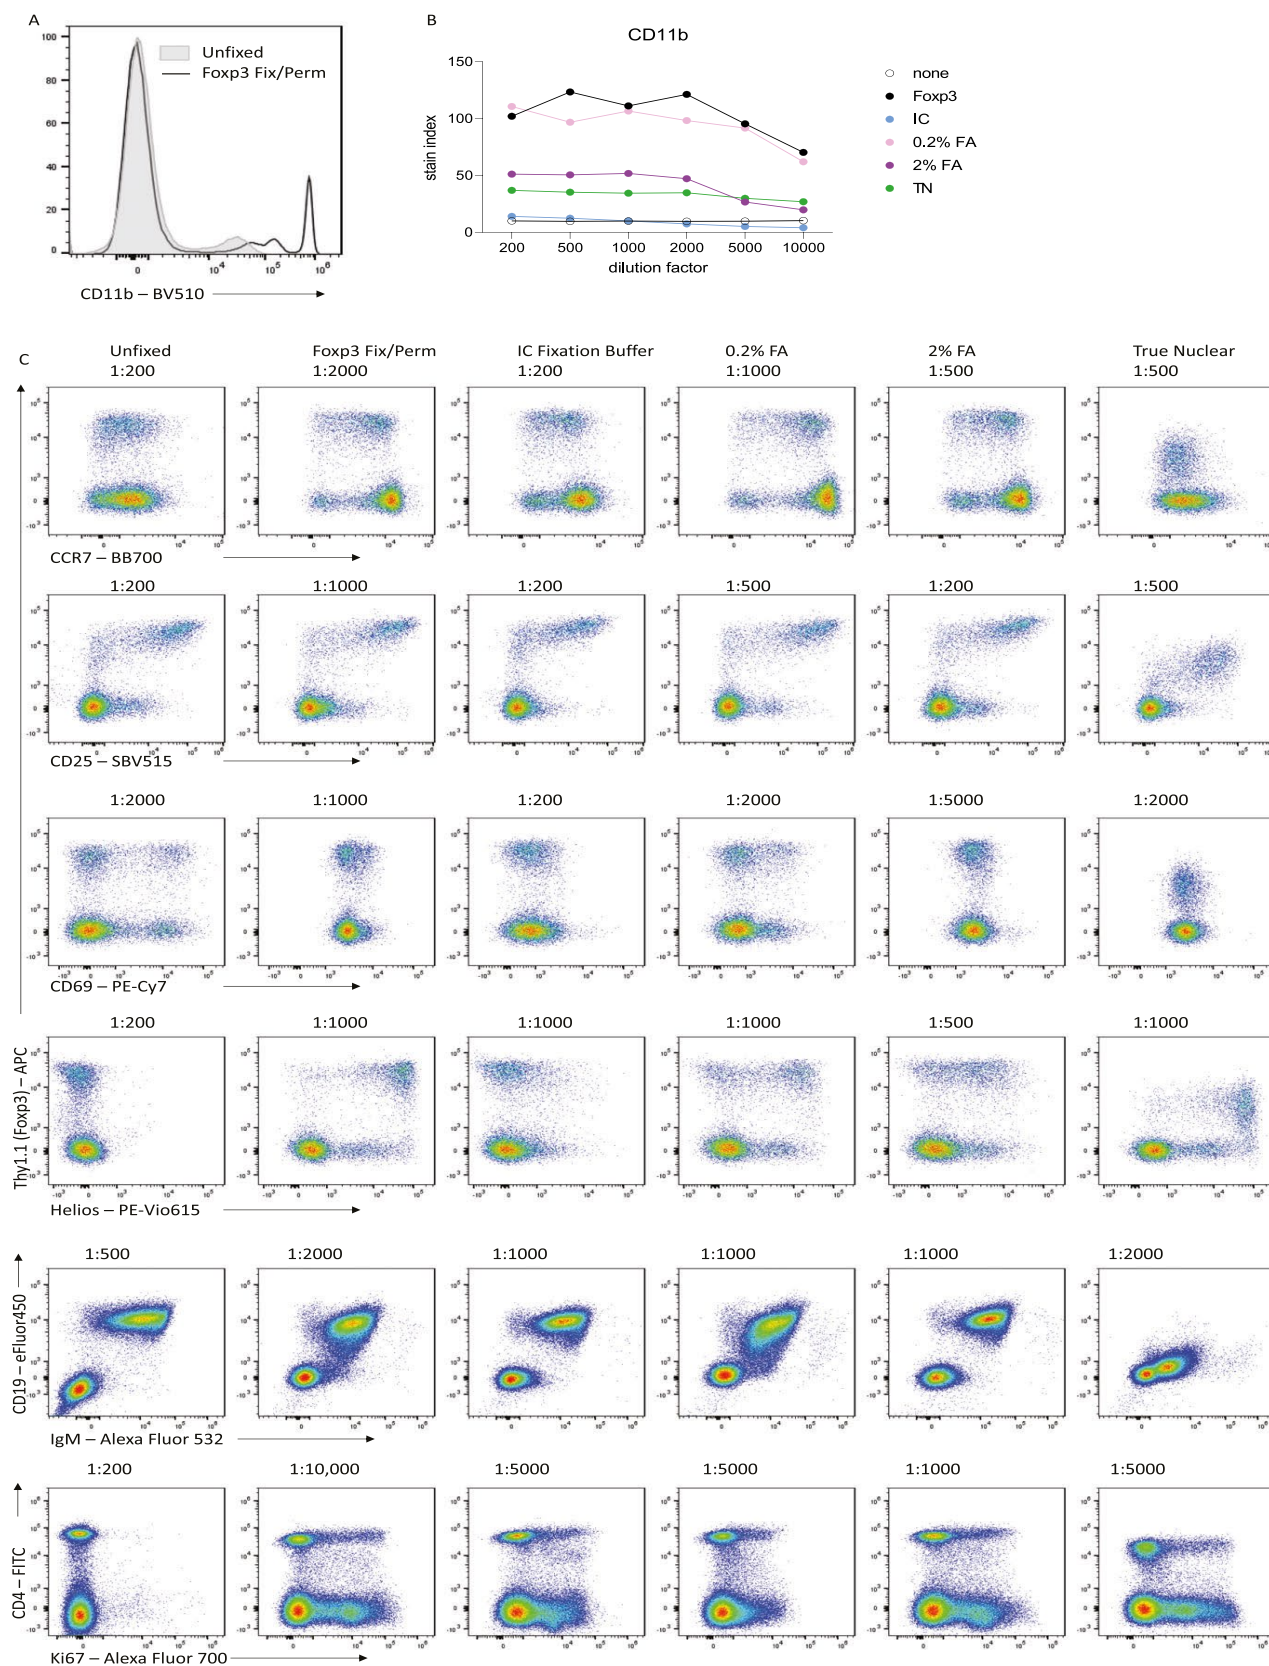 A
100
80
60
40
20
0
Unfixed
Foxp3 Fix/Perm
0 10^4 10^5 10^6
CD11b – BV510
B
CD11b
150
100
50
0
stain index
200 500 1000 2000 5000 10000
dilution factor
none
Foxp3
IC
0.2% FA
2% FA
TN
C
Unfixed Foxp3 Fix/Perm IC Fixation Buffer 0.2% FA 2% FA True Nuclear
1:200 1:2000 1:200 1:1000 1:500 1:500
CCR7 – BB700
1:200 1:1000 1:200 1:500 1:200 1:500
CD25 – SBV515
1:2000 1:1000 1:200 1:2000 1:5000 1:2000
CD69 – PE-Cy7
1:200 1:1000 1:1000 1:1000 1:500 1:1000
Thy1.1 (Foxp3) – APC
Helios – PE-Vio615
1:500 1:2000 1:1000 1:1000 1:1000 1:2000
CD19 – eFluor450
IgM – Alexa Fluor 532
1:200 1:10,000 1:5000 1:5000 1:1000 1:5000
CD4 – FITC
Ki67 – Alexa Fluor 700